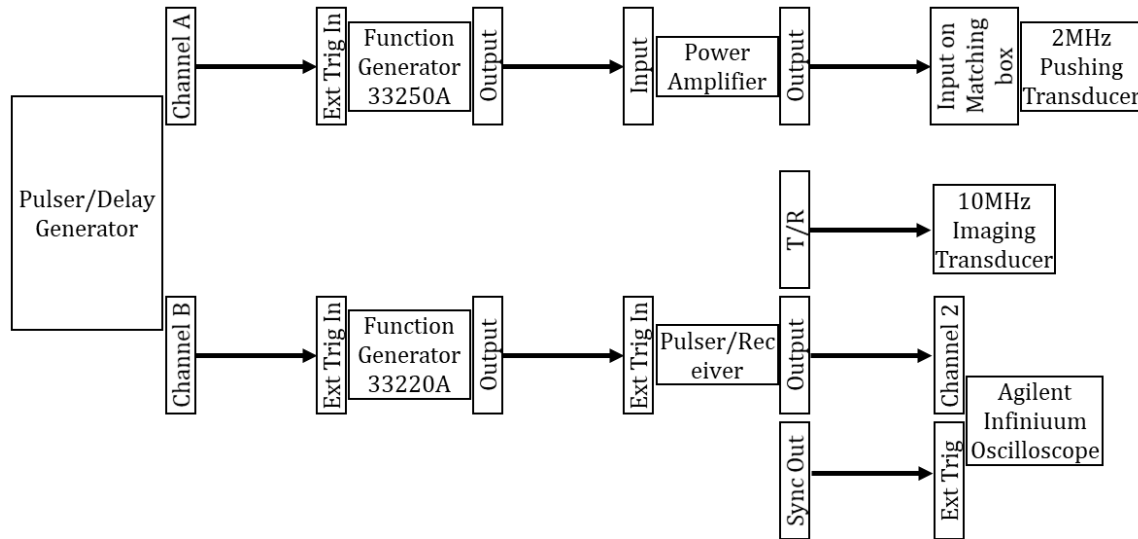 Channel A
Ext Trig In
Function
Generator
33250A
Output
Input
Power
Amplifier
Output
Input on
Matching
box
2MHz
Pushing
Transducer
Pulser/Delay
Generator
T/R
10MHz
Imaging
Transducer
Channel B
Ext Trig In
Function
Generator
33220A
Output
Ext Trig In
Pulser/Rec
eiver
Output
Channel 2
Agilent
Infiniuum
Oscilloscope
Sync Out
Ext Trig